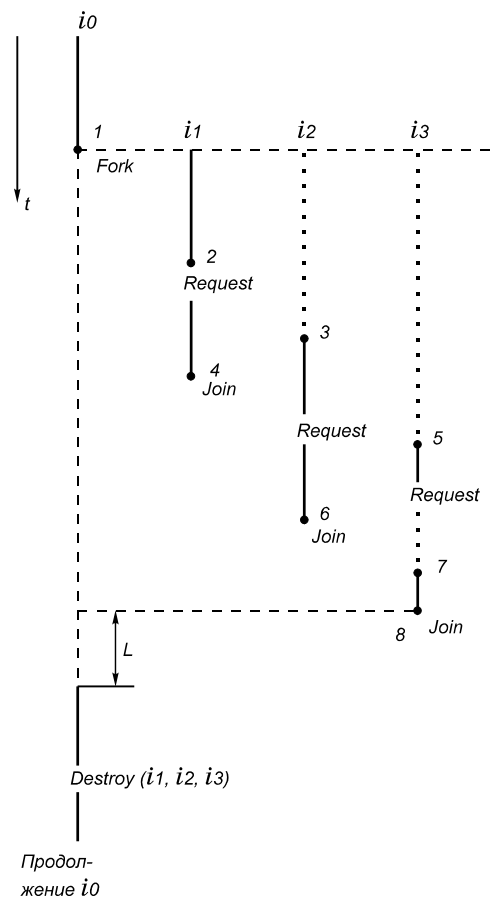 i0
1
i1
i2
i3
Fork
t
2
Request
3
4
Join
Request
5
Request
6
Join
7
8
Join
L
Destroy (i1, i2, i3)
Продол-
жение i0